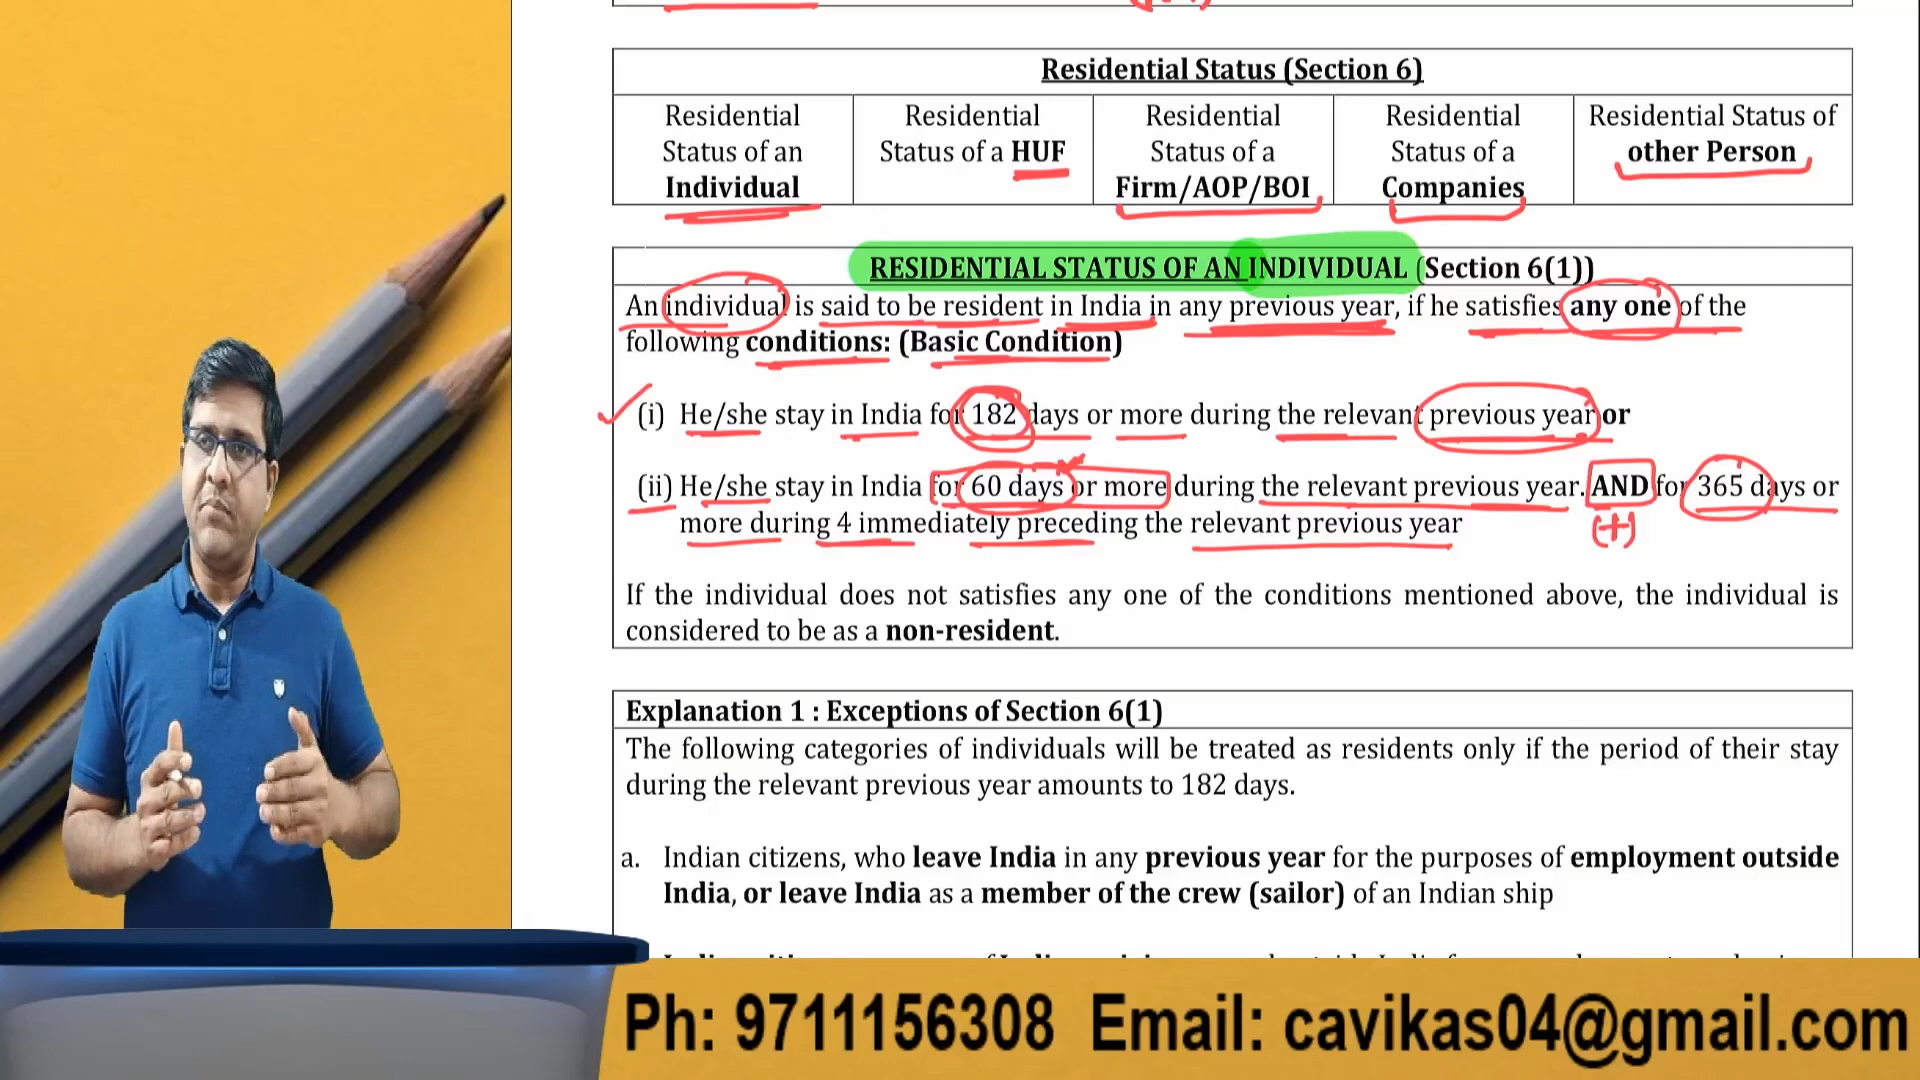 Residential Status (Section 6)
Residential
Status of an
Individual
Residential
Status of a HUF
Residential
Status of a
Firm/AOP/BOI
Residential
Status of a
Companies
Residential Status of
other Person
RESIDENTIAL STATUS OF AN INDIVIDUAL (Section 6(1))
An individual is said to be resident in India in any previous year, if he satisfies any one of the
following conditions: (Basic Condition)
(i) He/she stay in India for 182 days or more during the relevant previous year or
(ii) He/she stay in India for 60 days or more during the relevant previous year. AND for 365 days or
(+)
more during 4 immediately preceding the relevant previous year
If the individual does not satisfies any one of the conditions mentioned above, the individual is
considered to be as a non-resident.
Explanation 1 : Exceptions of Section 6(1)
The following categories of individuals will be treated as residents only if the period of their stay
during the relevant previous year amounts to 182 days.
a. Indian citizens, who leave India in any previous year for the purposes of employment outside
India, or leave India as a member of the crew (sailor) of an Indian ship
Ph: 9711156308 Email: cavikas04@gmail.com